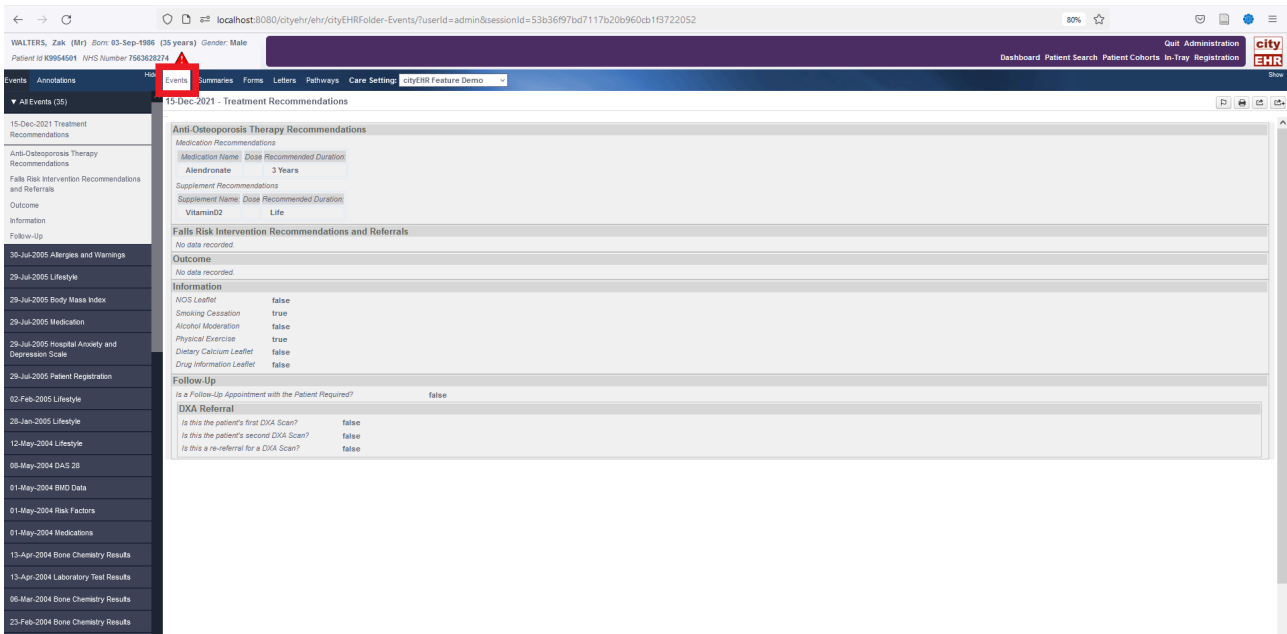 localhost:8080/cityehr/ehr/cityEHRFolder-Events/?userId=admin&sessionId=53b36f97bd7117b20b960cb1f3722052
80%
WALTERS, Zak (Mr) Born: 03-Sep-1986 (35 years) Gender: Male
Patient Id K9954501 NHS Number 7563628274
Quit Administration
Dashboard Patient Search Patient Cohorts In-Tray Registration
city
EHR
Events Annotations
Hide
Events Summaries Forms Letters Pathways Care Setting: cityEHR Feature Demo
Show
▼ All Events (35)
15-Dec-2021 Treatment
Recommendations
Anti-Osteoporosis Therapy
Recommendations
Falls Risk Intervention Recommendations
and Referrals
Outcome
Information
Follow-Up
30-Jul-2005 Allergies and Warnings
29-Jul-2005 Lifestyle
29-Jul-2005 Body Mass Index
29-Jul-2005 Medication
29-Jul-2005 Hospital Anxiety and
Depression Scale
29-Jul-2005 Patient Registration
02-Feb-2005 Lifestyle
28-Jan-2005 Lifestyle
12-May-2004 Lifestyle
08-May-2004 DAS 28
01-May-2004 BMD Data
01-May-2004 Risk Factors
01-May-2004 Medications
13-Apr-2004 Bone Chemistry Results
13-Apr-2004 Laboratory Test Results
06-Mar-2004 Bone Chemistry Results
23-Feb-2004 Bone Chemistry Results
15-Dec-2021 - Treatment Recommendations
Anti-Osteoporosis Therapy Recommendations
Medication Recommendations
Medication Name Dose Recommended Duration:
Alendronate 3 Years
Supplement Recommendations
Supplement Name: Dose Recommended Duration:
VitaminD2 Life
Falls Risk Intervention Recommendations and Referrals
No data recorded.
Outcome
No data recorded.
Information
NOS Leaflet false
Smoking Cessation true
Alcohol Moderation false
Physical Exercise true
Dietary Calcium Leaflet false
Drug Information Leaflet false
Follow-Up
Is a Follow-Up Appointment with the Patient Required? false
DXA Referral
Is this the patient's first DXA Scan? false
Is this the patient's second DXA Scan? false
Is this a re-referral for a DXA Scan? false